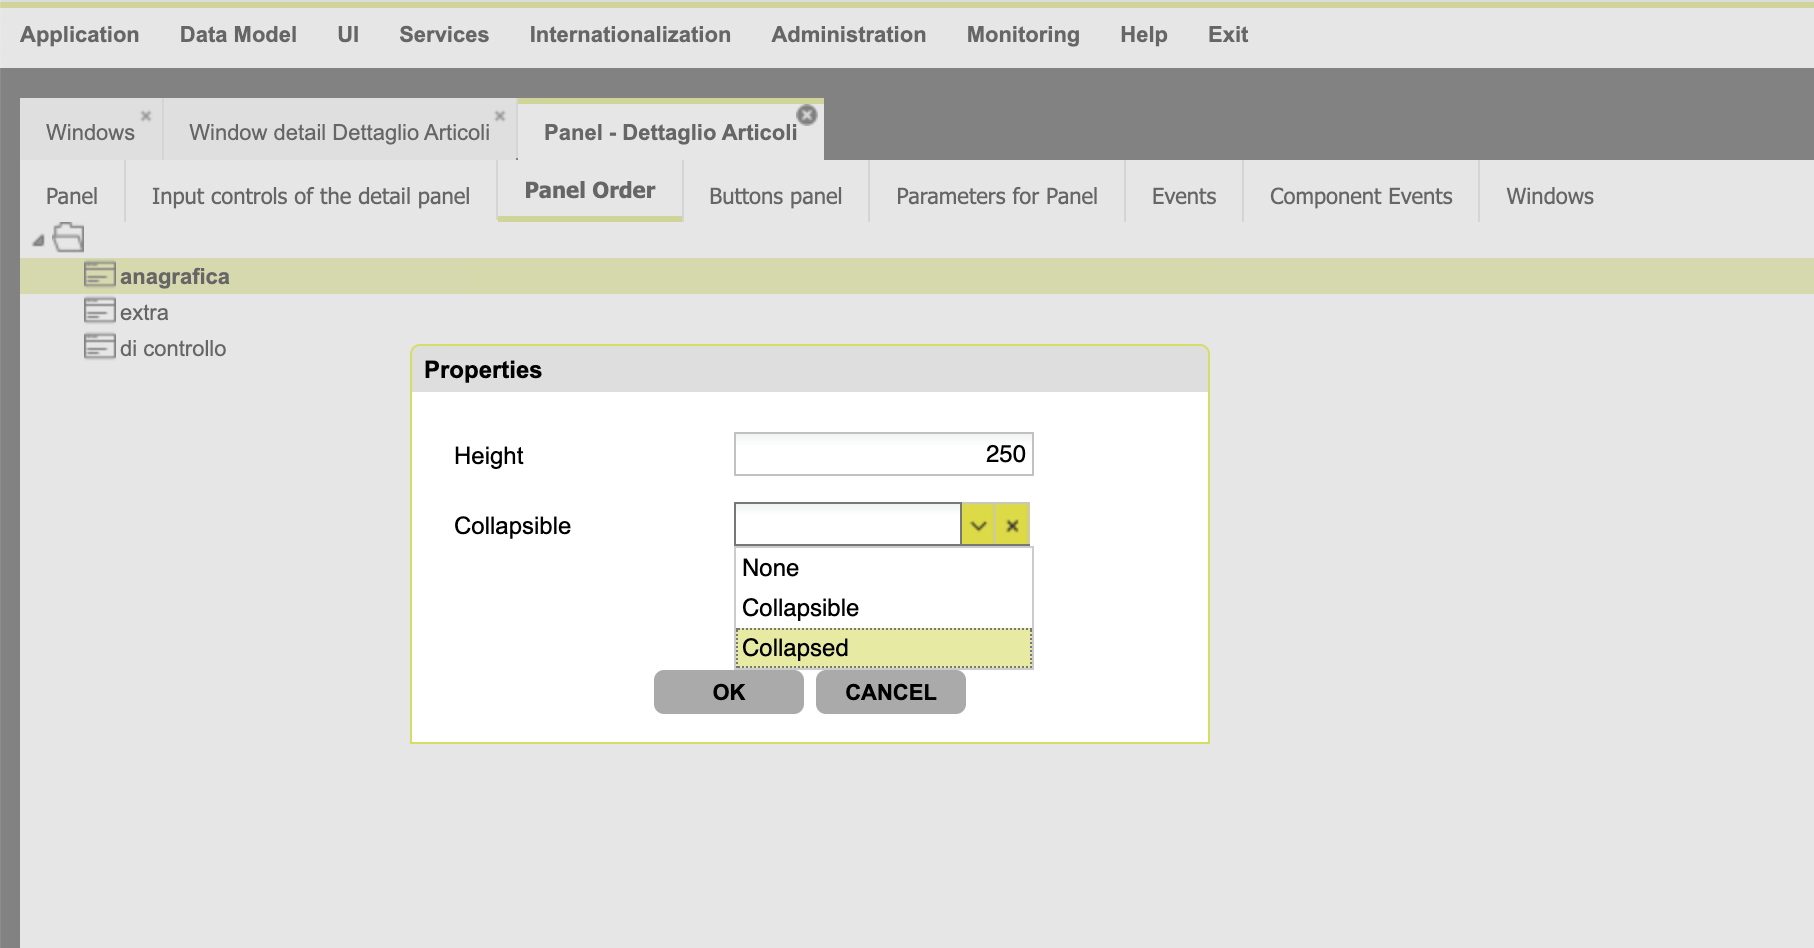 Application Data Model UI Services Internationalization Administration Monitoring Help Exit
Windows Window detail Dettaglio Articoli Panel - Dettaglio Articoli
Panel Input controls of the detail panel Panel Order Buttons panel Parameters for Panel Events Component Events Windows
anagrafica
extra
di controllo
Properties
Height 250
Collapsible
None
Collapsible
Collapsed
OK CANCEL